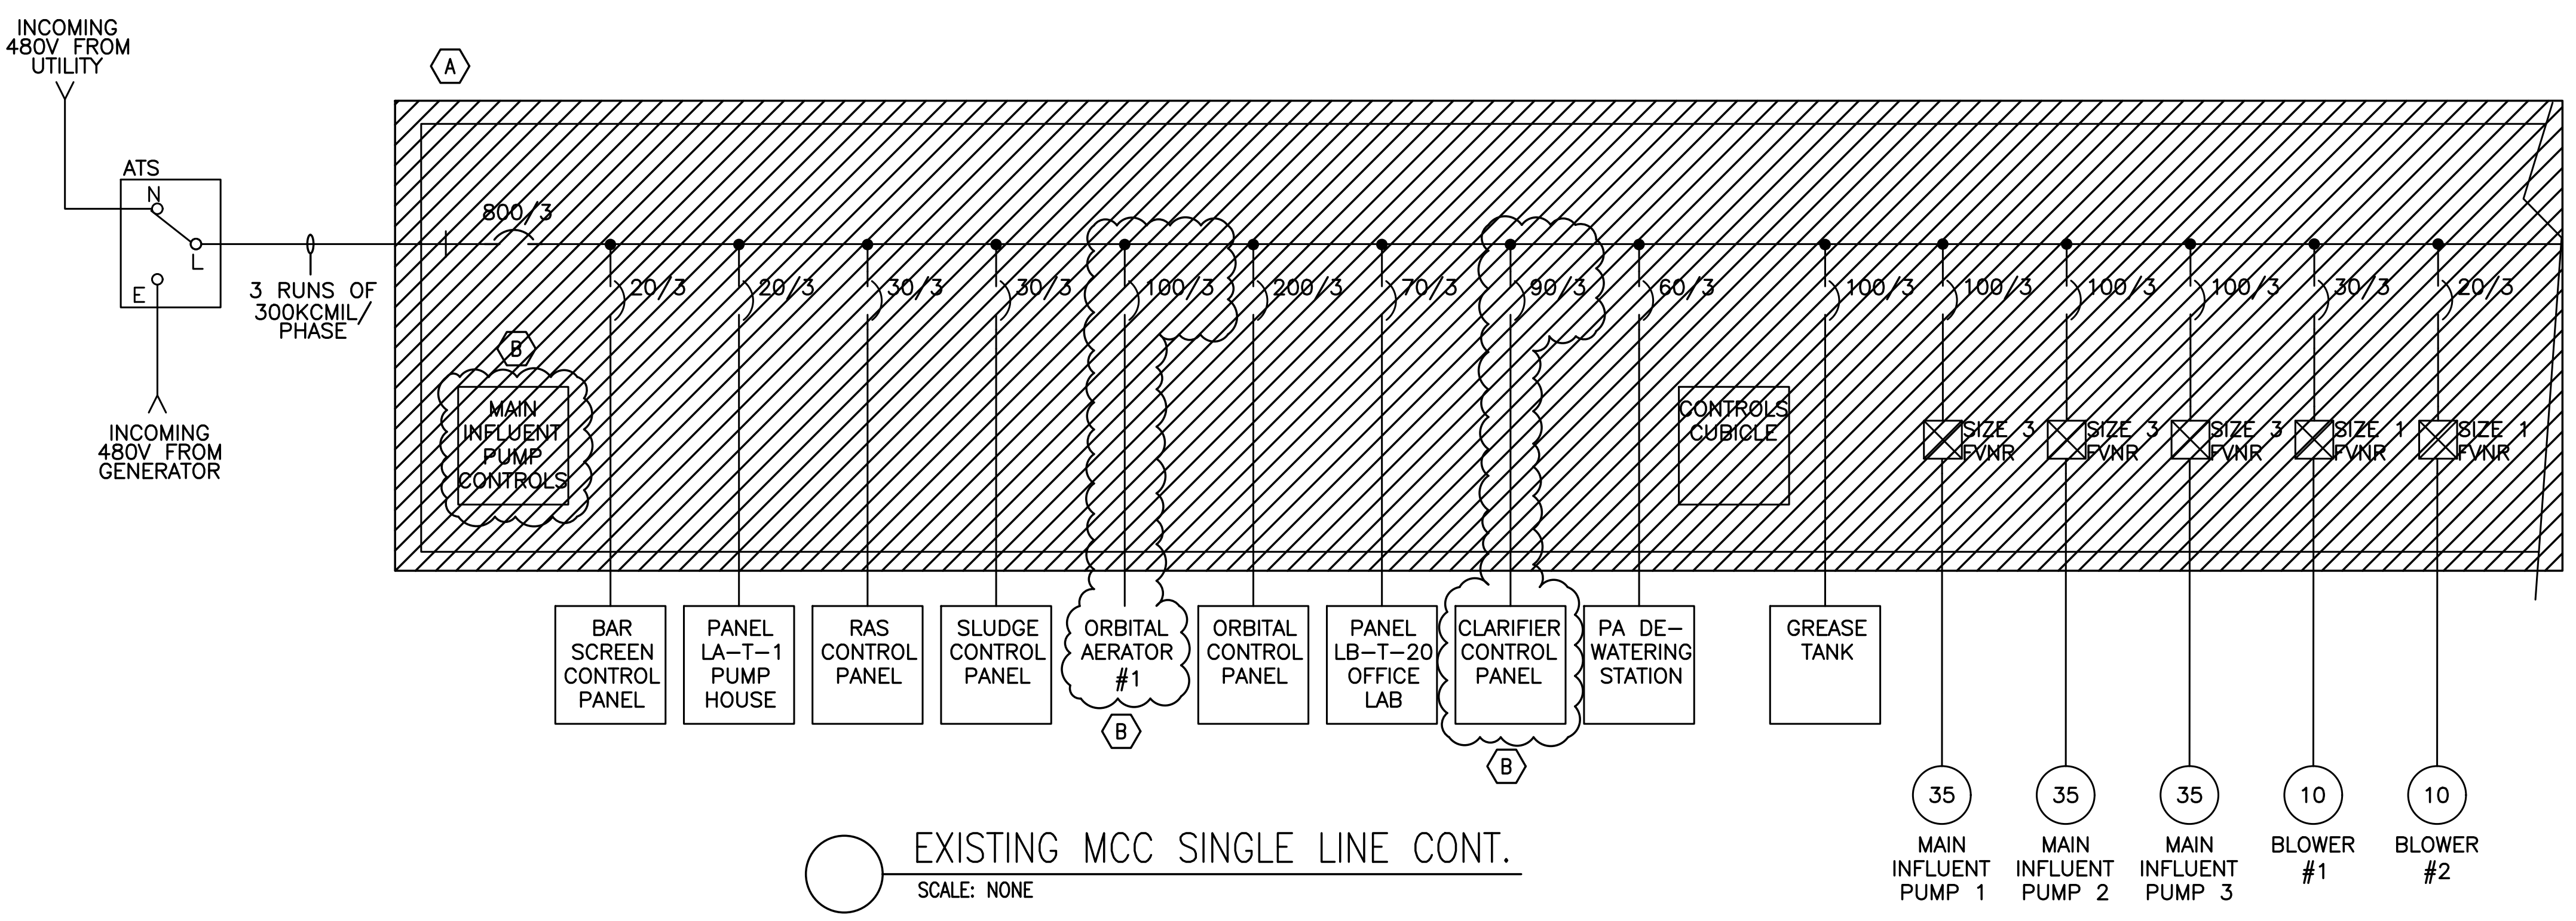 INCOMING
480V FROM
UTILITY
A
ATS
N
L
E
800/3
3 RUNS OF
300KCMIL/
PHASE
INCOMING
480V FROM
GENERATOR
B
MAIN
INFLUENT
PUMP
CONTROLS
20/3
20/3
30/3
30/3
100/3
200/3
70/3
90/3
60/3
100/3
100/3
100/3
100/3
30/3
20/3
CONTROLS
CUBICLE
SIZE 3
FVNR
SIZE 3
FVNR
SIZE 3
FVNR
SIZE 1
FVNR
SIZE 1
FVNR
BAR
SCREEN
CONTROL
PANEL
PANEL
LA-T-1
PUMP
HOUSE
RAS
CONTROL
PANEL
SLUDGE
CONTROL
PANEL
ORBITAL
AERATOR
#1
B
ORBITAL
CONTROL
PANEL
PANEL
LB-T-20
OFFICE
LAB
CLARIFIER
CONTROL
PANEL
B
PA DE-
WATERING
STATION
GREASE
TANK
35
MAIN
INFLUENT
PUMP 1
35
MAIN
INFLUENT
PUMP 2
35
MAIN
INFLUENT
PUMP 3
10
BLOWER
#1
10
BLOWER
#2
EXISTING MCC SINGLE LINE CONT.
SCALE: NONE